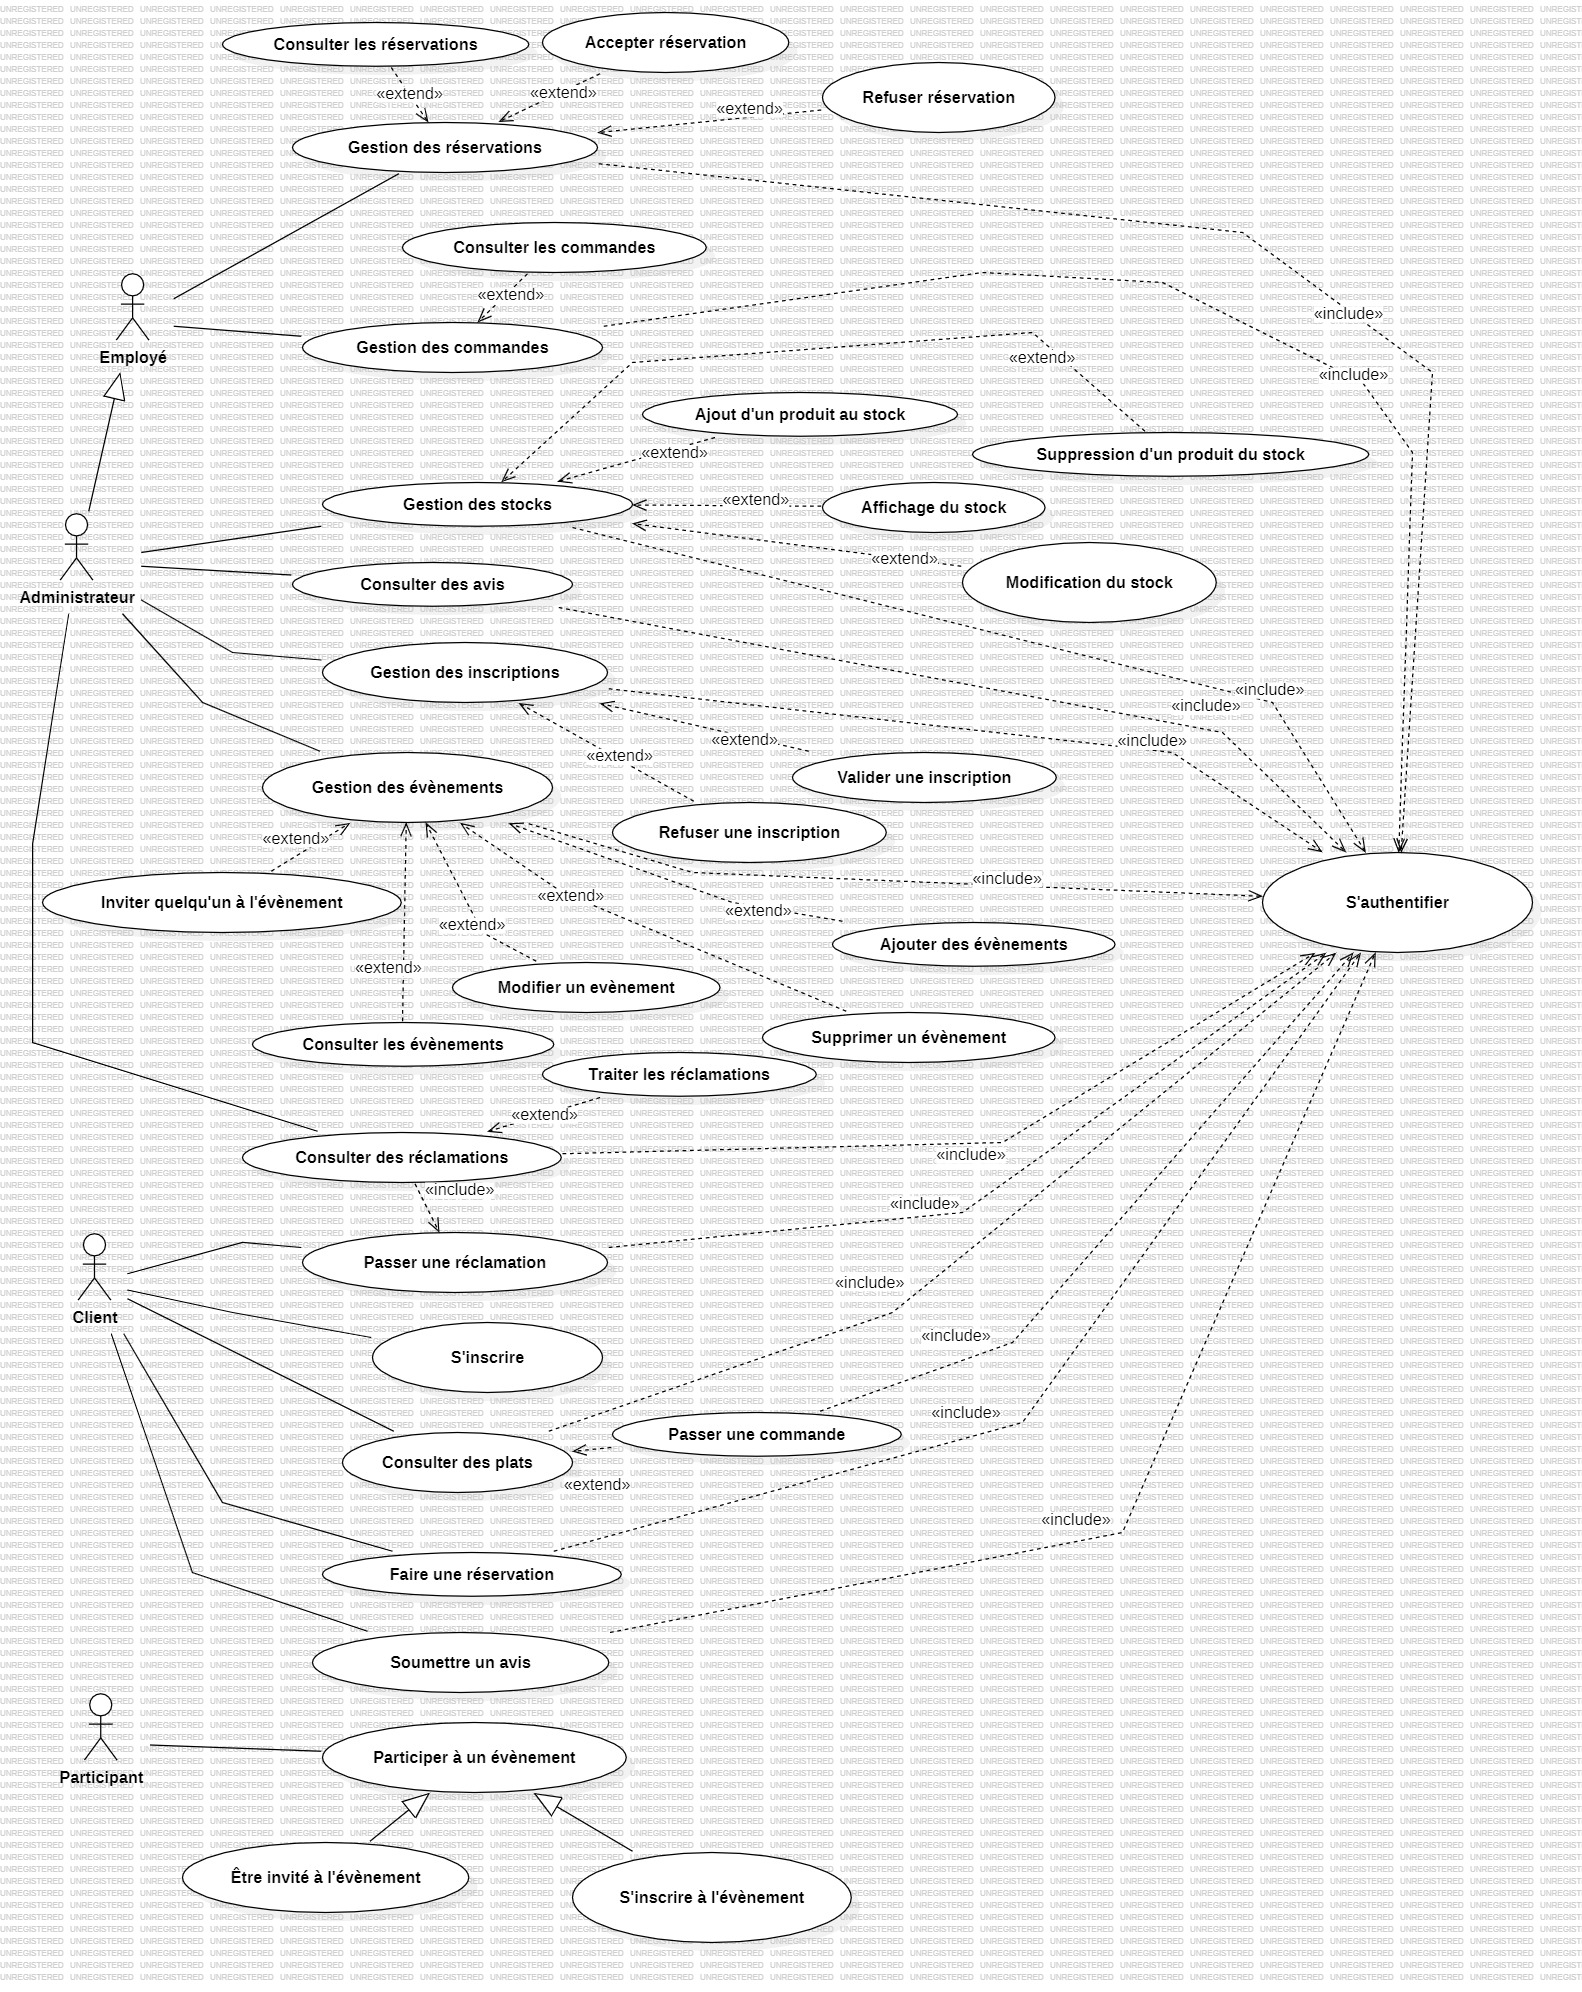 Consulter les réservations
Accepter réservation
«extend»
«extend»
Refuser réservation
«extend»
Gestion des réservations
Consulter les commandes
«extend»
«include»
Employé
Gestion des commandes
«extend»
«include»
Ajout d'un produit au stock
«extend»
Suppression d'un produit du stock
Gestion des stocks
«extend»
Affichage du stock
«extend»
Modification du stock
Consulter des avis
Administrateur
Gestion des inscriptions
«include»
«include»
«extend»
«include»
«extend»
Valider une inscription
Gestion des évènements
Refuser une inscription
«extend»
«include»
«extend»
Inviter quelqu'un à l'évènement
S'authentifier
«extend»
«extend»
Ajouter des évènements
«extend»
Modifier un evènement
Consulter les évènements
Supprimer un évènement
Traiter les réclamations
«extend»
Consulter des réclamations
«include»
«include»
«include»
Passer une réclamation
«include»
Client
«include»
S'inscrire
«include»
Passer une commande
Consulter des plats
«extend»
«include»
Faire une réservation
Soumettre un avis
Participer à un évènement
Participant
Être invité à l'évènement
S'inscrire à l'évènement
UNREGISTERED